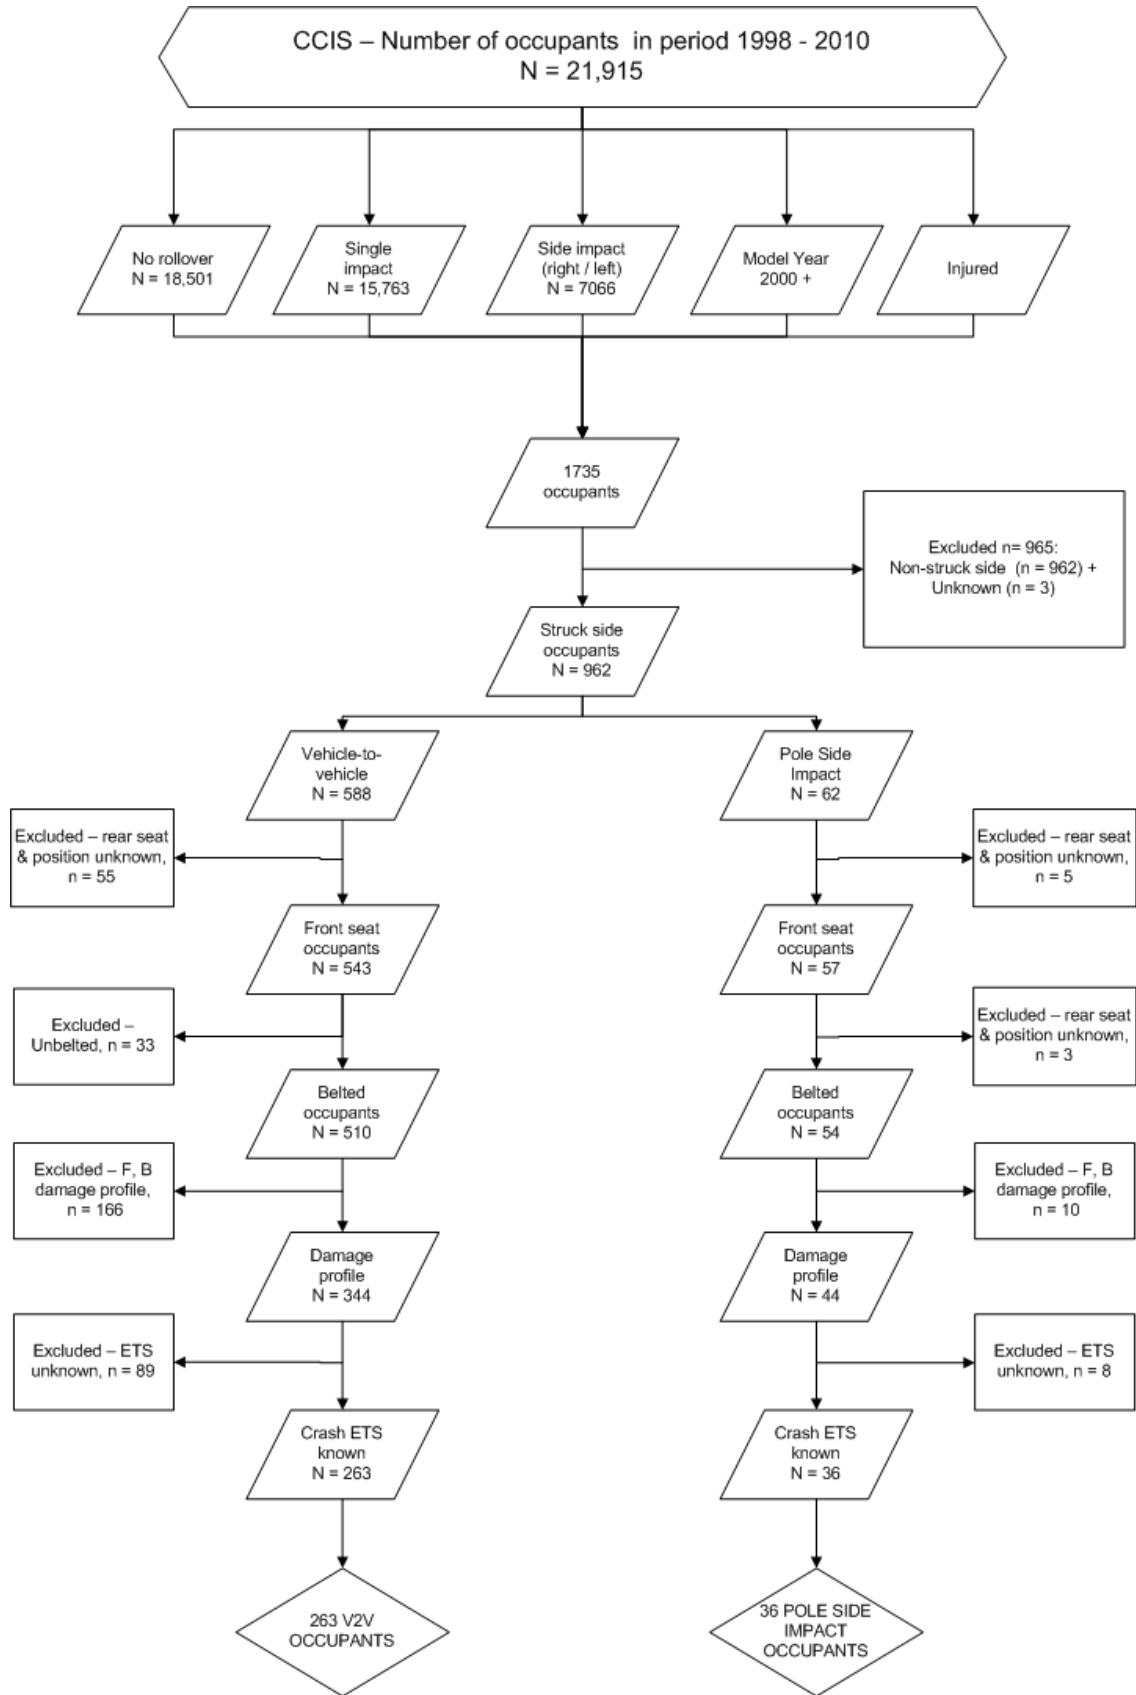 CCIS – Number of occupants in period 1998 - 2010
N = 21,915
No rollover
N = 18,501
Single
impact
N = 15,763
Side impact
(right / left)
N = 7066
Model Year
2000 +
Injured
1735
occupants
Excluded n= 965:
Non-struck side (n = 962) +
Unknown (n = 3)
Struck side
occupants
N = 962
Vehicle-to-
vehicle
N = 588
Pole Side
Impact
N = 62
Excluded – rear seat
& position unknown,
n = 55
Excluded – rear seat
& position unknown,
n = 5
Front seat
occupants
N = 543
Front seat
occupants
N = 57
Excluded –
Unbelted, n = 33
Excluded – rear seat
& position unknown,
n = 3
Belted
occupants
N = 510
Belted
occupants
N = 54
Excluded – F, B
damage profile,
n = 166
Excluded – F, B
damage profile,
n = 10
Damage
profile
N = 344
Damage
profile
N = 44
Excluded – ETS
unknown, n = 89
Excluded – ETS
unknown, n = 8
Crash ETS
known
N = 263
Crash ETS
known
N = 36
263 V2V
OCCUPANTS
36 POLE SIDE
IMPACT
OCCUPANTS